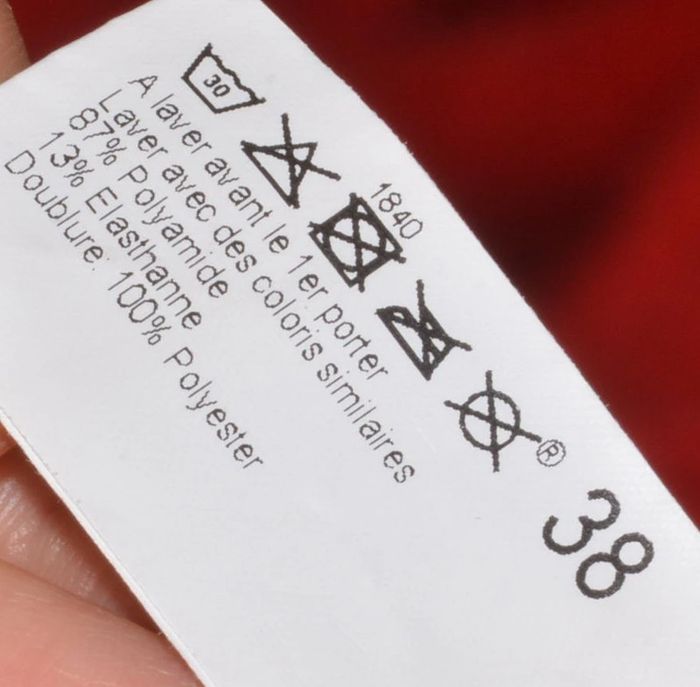 30
1840
A laver avant le 1er porter
Laver avec des coloris similaires
87% Polyamide
13% Elasthanne
Doublure: 100% Polyester
®
38